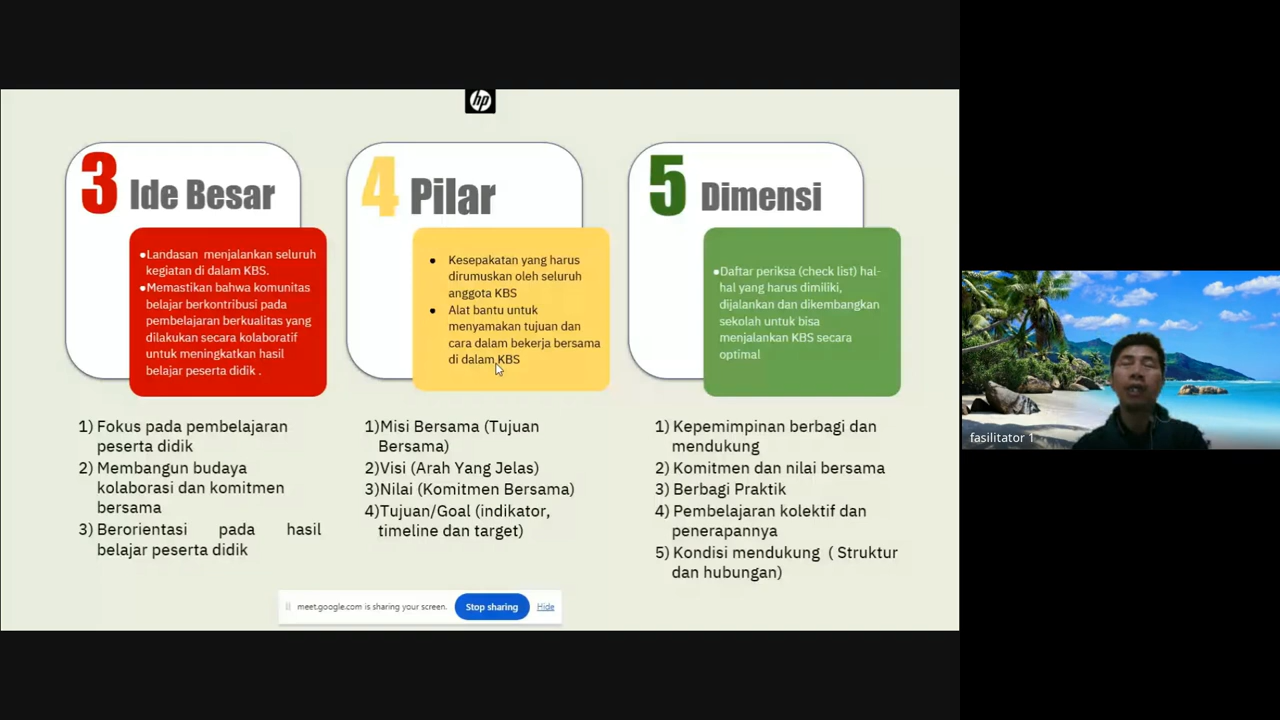 hp
3 Ide Besar
●Landasan menjalankan seluruh
kegiatan di dalam KBS.
●Memastikan bahwa komunitas
belajar berkontribusi pada
pembelajaran berkualitas yang
dilakukan secara kolaboratif
untuk meningkatkan hasil
belajar peserta didik .
1) Fokus pada pembelajaran
peserta didik
2) Membangun budaya
kolaborasi dan komitmen
bersama
3) Berorientasi pada hasil
belajar peserta didik
4 Pilar
● Kesepakatan yang harus
dirumuskan oleh seluruh
anggota KBS
● Alat bantu untuk
menyamakan tujuan dan
cara dalam bekerja bersama
di dalam KBS
1)Misi Bersama (Tujuan
Bersama)
2)Visi (Arah Yang Jelas)
3)Nilai (Komitmen Bersama)
4)Tujuan/Goal (indikator,
timeline dan target)
5 Dimensi
●Daftar periksa (check list) hal-
hal yang harus dimiliki,
dijalankan dan dikembangkan
sekolah untuk bisa
menjalankan KBS secara
optimal
1) Kepemimpinan berbagi dan
mendukung
2) Komitmen dan nilai bersama
3) Berbagi Praktik
4) Pembelajaran kolektif dan
penerapannya
5) Kondisi mendukung ( Struktur
dan hubungan)
meet.google.com is sharing your screen. Stop sharing Hide
fasilitator 1